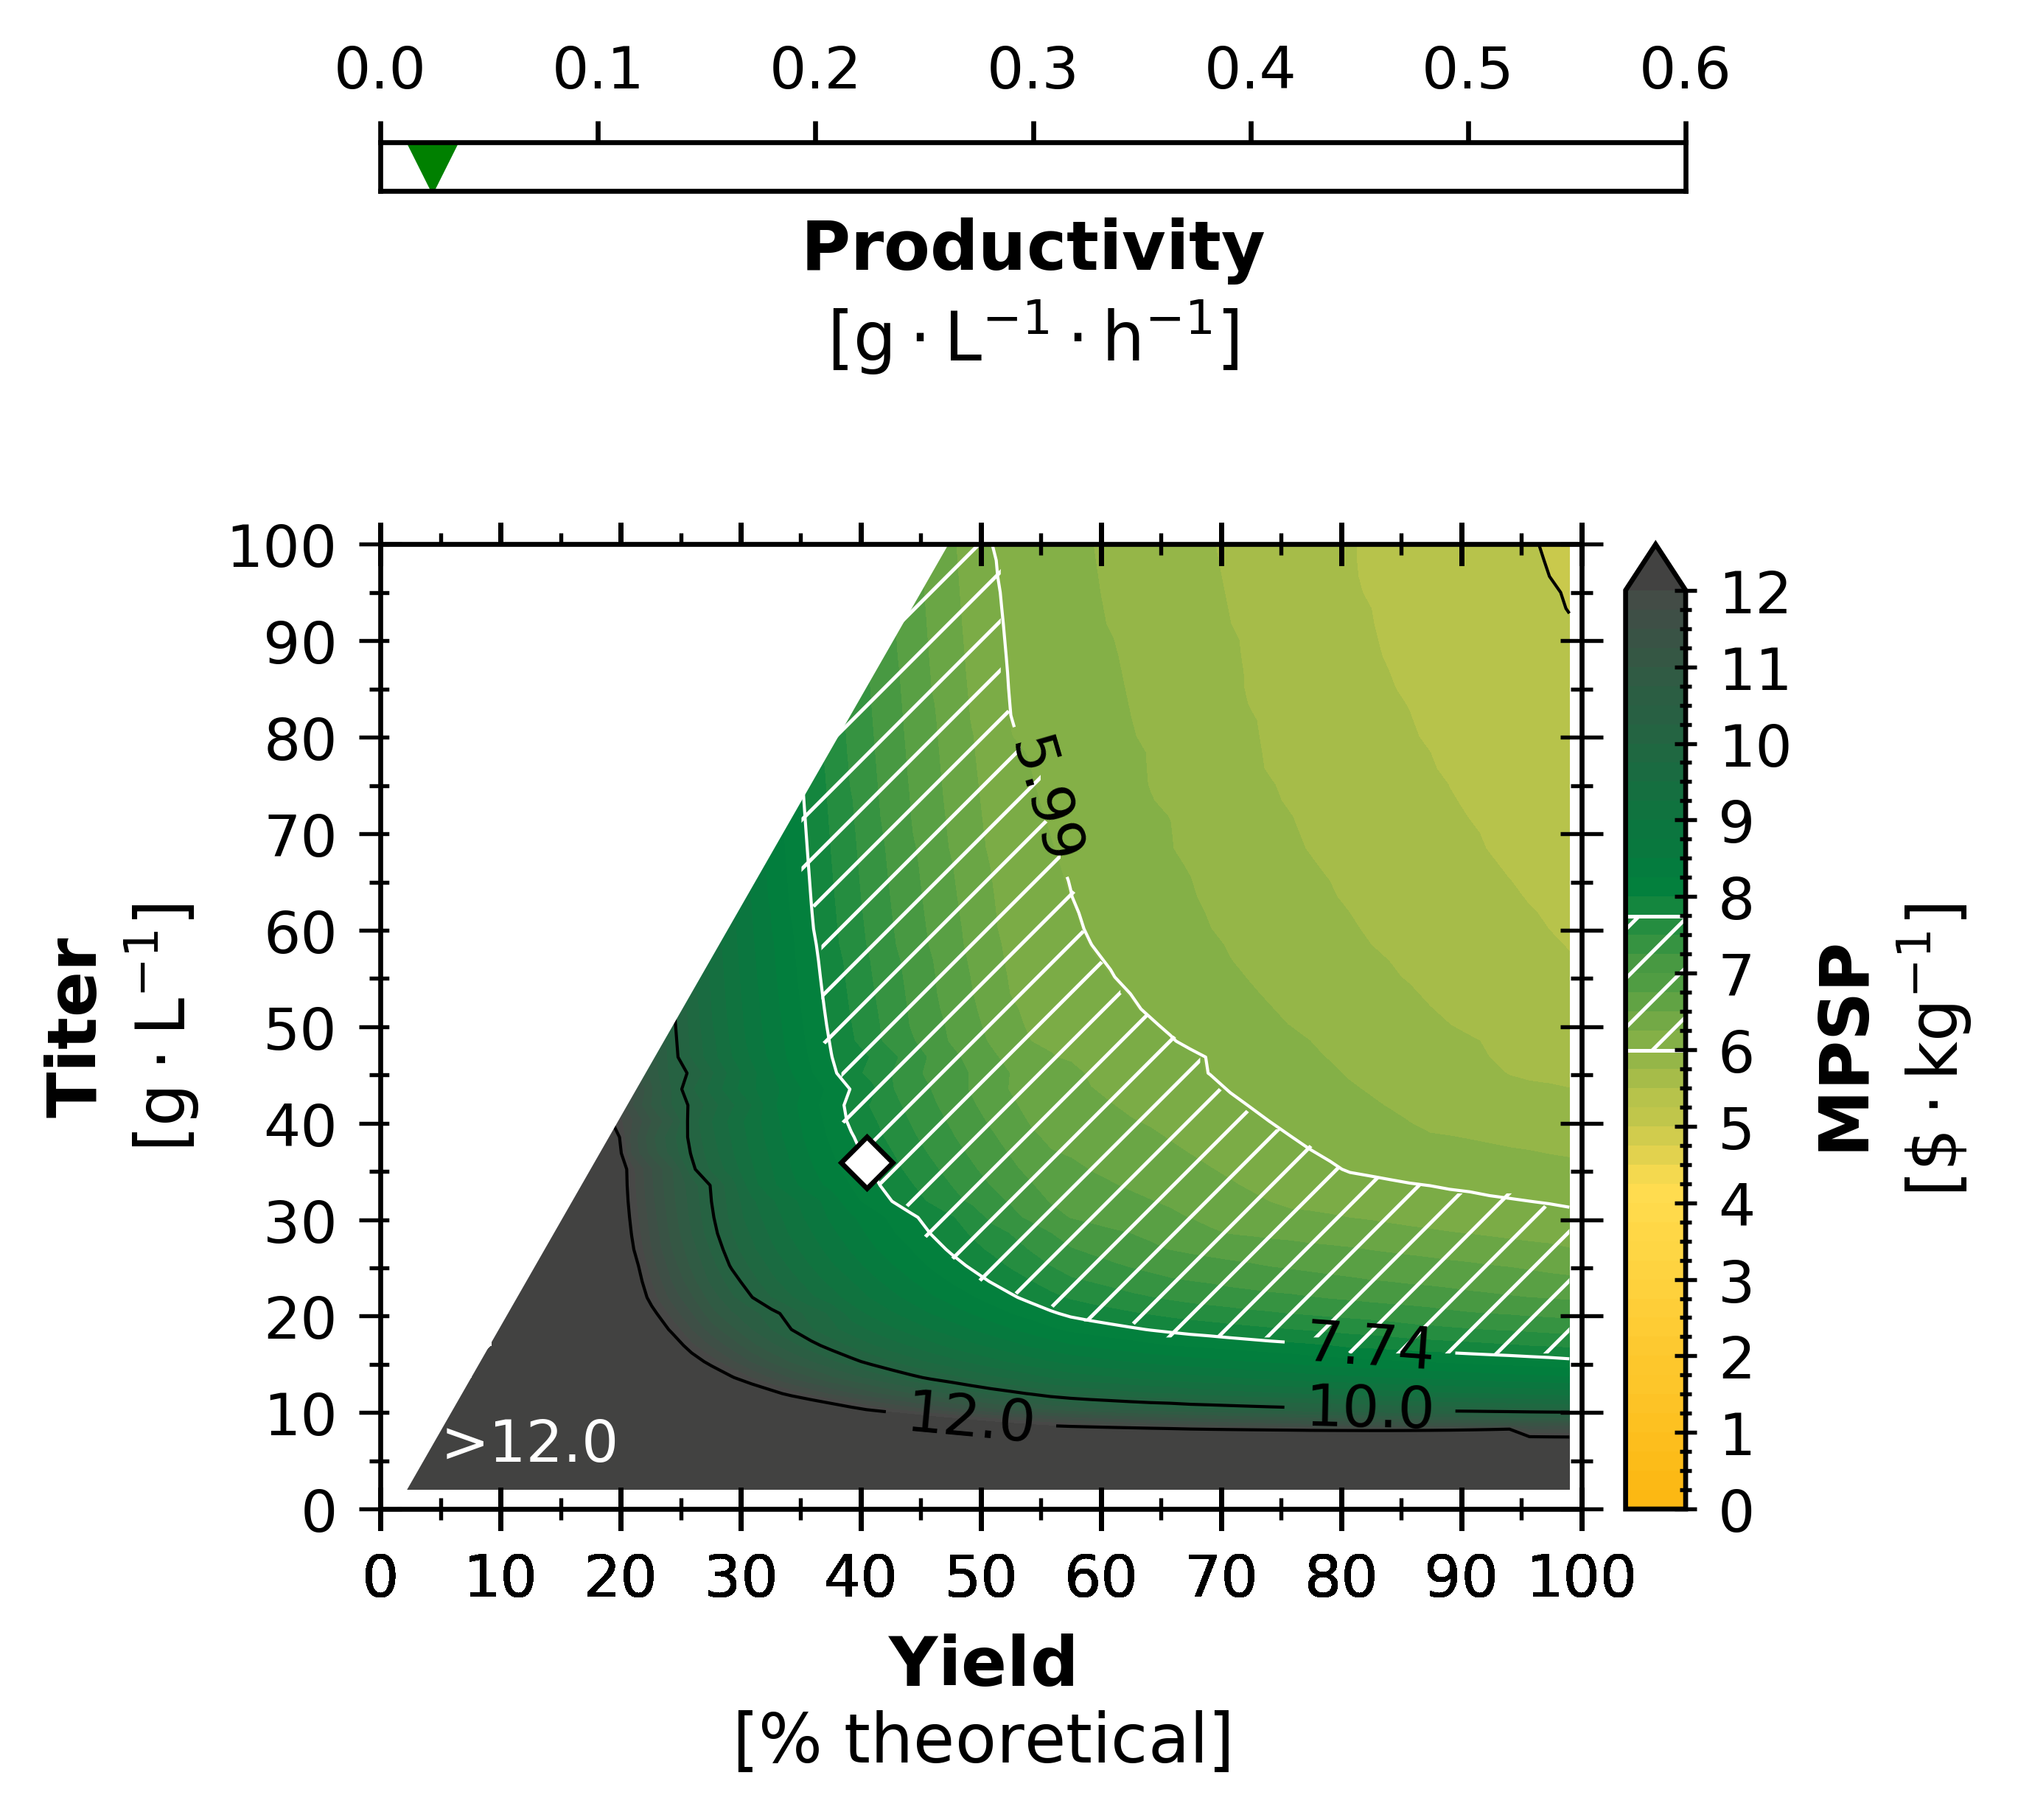 0.0 0.1 0.2 0.3 0.4 0.5 0.6
Productivity
[g · L⁻¹ · h⁻¹]
100
90
80
70
60
50
40
30
20
10
0
Titer
[g · L⁻¹]
5.99
7.74
10.0
12.0
>12.0
0 10 20 30 40 50 60 70 80 90 100
Yield
[% theoretical]
12
11
10
9
8
7
6
5
4
3
2
1
0
MPSP
[$ · kg⁻¹]